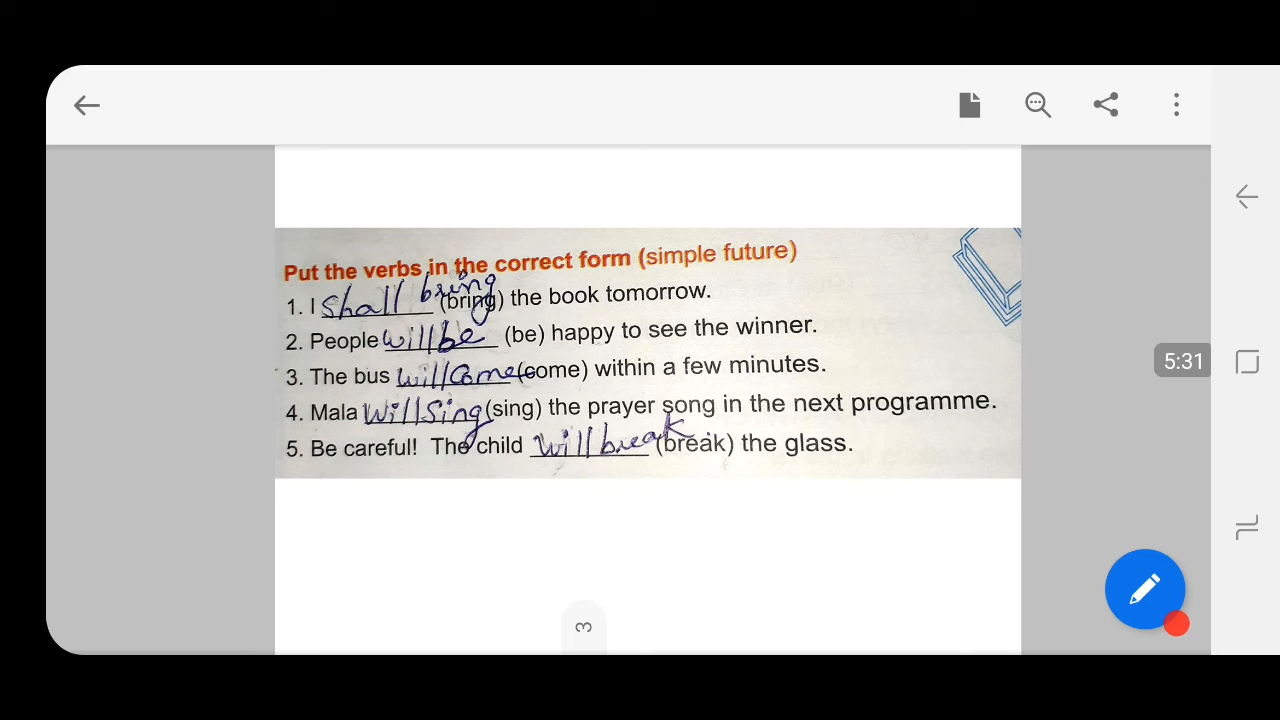 Put the verbs in the correct form (simple future)
1. I shall bring (bring) the book tomorrow.
2. People will be (be) happy to see the winner.
3. The bus will come (come) within a few minutes.
4. Mala will sing (sing) the prayer song in the next programme.
5. Be careful! The child will break (break) the glass.
5:31
3